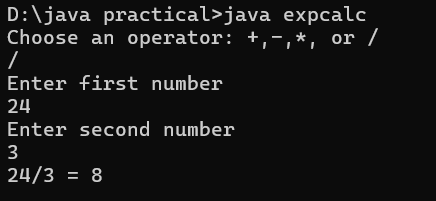 D:\java practical>java expcalc
Choose an operator: +,-,*, or /
/
Enter first number
24
Enter second number
3
24/3 = 8